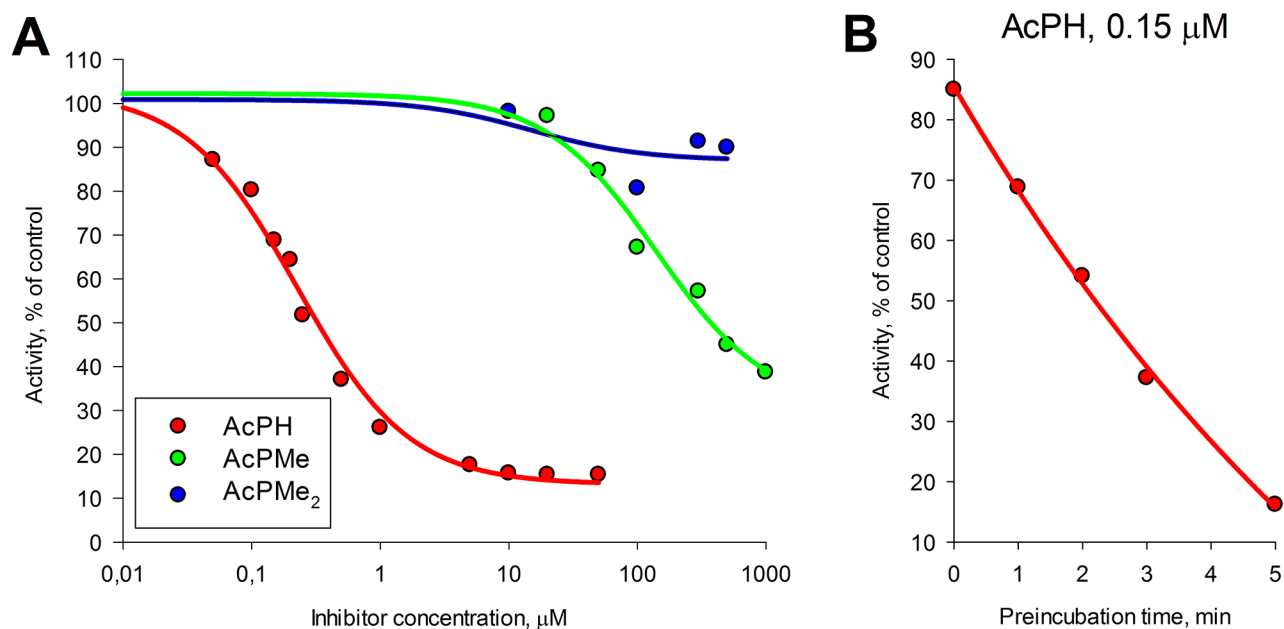 A
110
100
90
80
70
60
50
40
30
20
10
0
Activity, % of control
0,01 0,1 1 10 100 1000
Inhibitor concentration, μM
AcPH
AcPMe
AcPMe₂
B
AcPH, 0.15 μM
90
80
70
60
50
40
30
20
10
Activity, % of control
0 1 2 3 4 5
Preincubation time, min